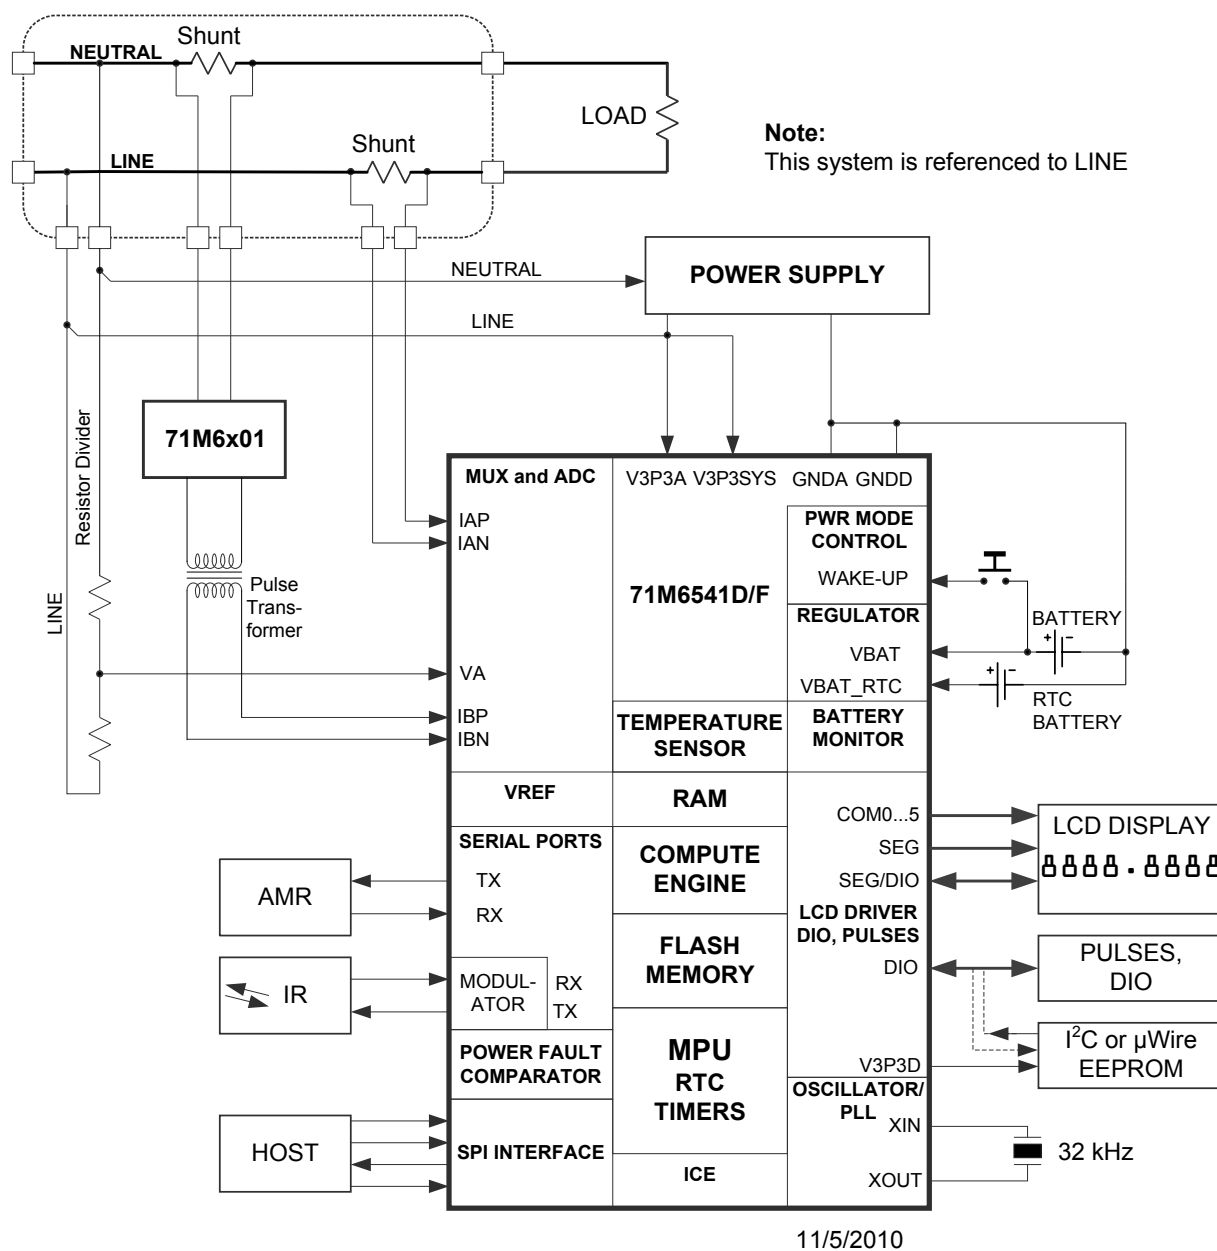 Shunt
NEUTRAL
LOAD
Note:
This system is referenced to LINE
Shunt
LINE
NEUTRAL
POWER SUPPLY
LINE
Resistor Divider
71M6x01
MUX and ADC
V3P3A V3P3SYS GNDA GNDD
IAP
IAN
PWR MODE
CONTROL
WAKE-UP
71M6541D/F
Pulse
Trans-
former
LINE
REGULATOR
BATTERY
VBAT
VA
VBAT_RTC
RTC
BATTERY
IBP
IBN
TEMPERATURE
SENSOR
BATTERY
MONITOR
VREF
RAM
COM0...5
LCD DISPLAY
SERIAL PORTS
COMPUTE
ENGINE
SEG
8888.8888
SEG/DIO
AMR
TX
RX
LCD DRIVER
DIO, PULSES
FLASH
MEMORY
DIO
PULSES,
DIO
IR
MODUL-
ATOR
RX
TX
MPU
RTC
TIMERS
I²C or µWire
EEPROM
POWER FAULT
COMPARATOR
V3P3D
OSCILLATOR/
PLL
XIN
HOST
SPI INTERFACE
32 kHz
ICE
XOUT
11/5/2010